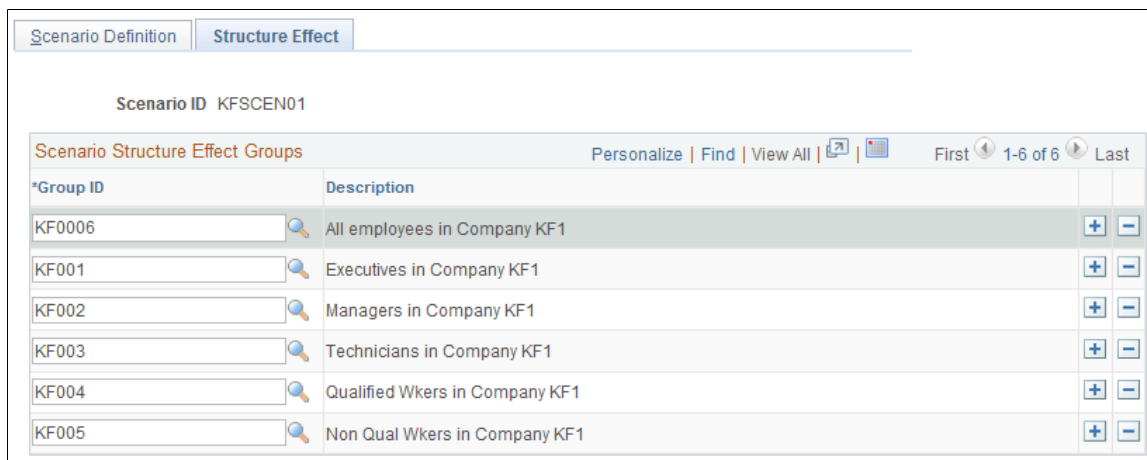 Scenario Definition Structure Effect
Scenario ID KFSCEN01
Scenario Structure Effect Groups Personalize | Find | View All | | First 1-6 of 6 Last
*Group ID Description
KF0006 All employees in Company KF1
KF001 Executives in Company KF1
KF002 Managers in Company KF1
KF003 Technicians in Company KF1
KF004 Qualified Wkers in Company KF1
KF005 Non Qual Wkers in Company KF1